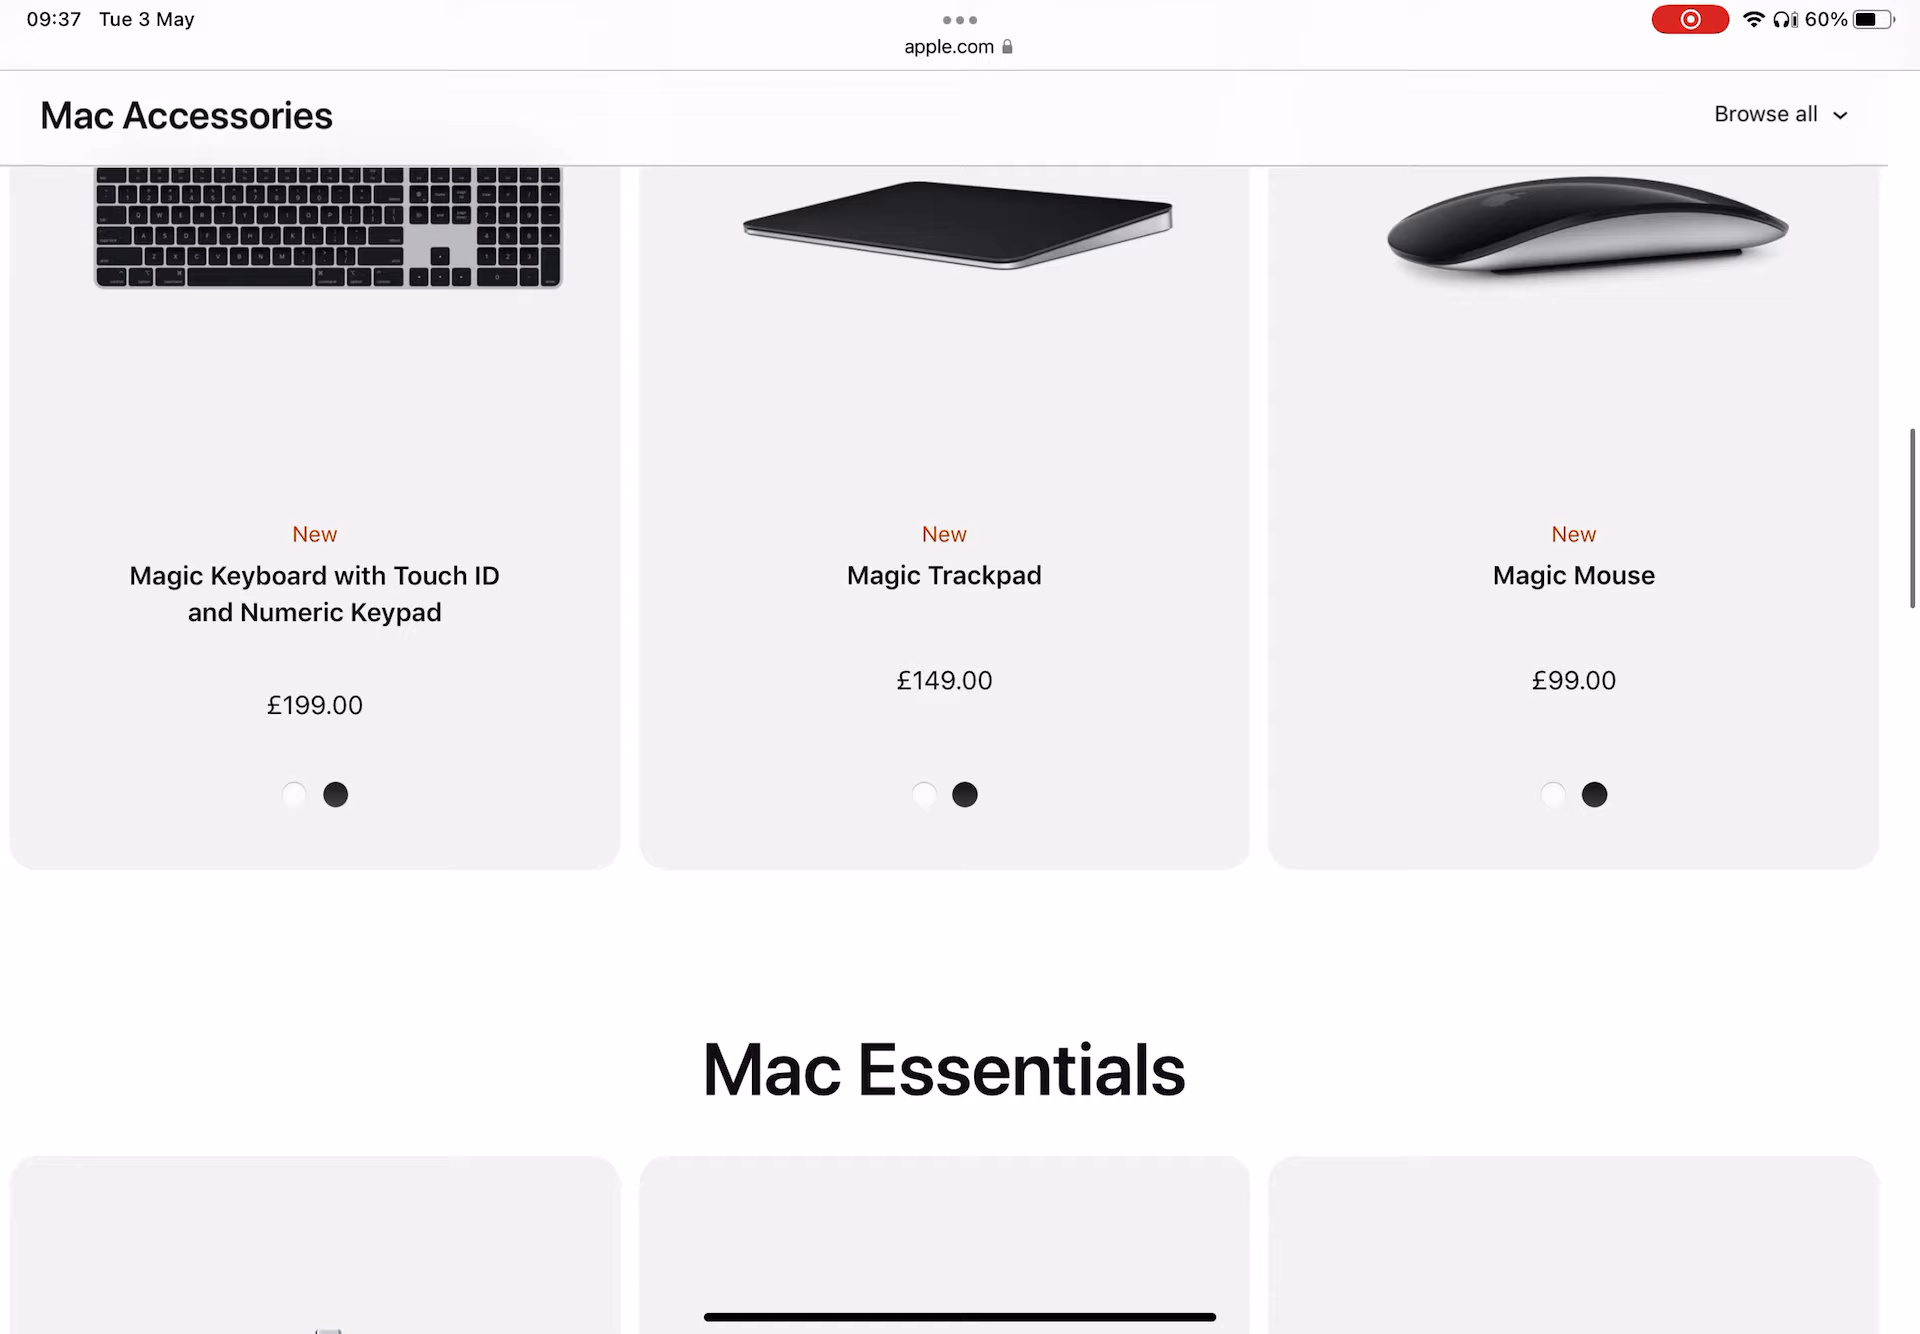 09:37 Tue 3 May
60%
apple.com
Mac Accessories
Browse all
New
Magic Keyboard with Touch ID
and Numeric Keypad
£199.00
New
Magic Trackpad
£149.00
New
Magic Mouse
£99.00
Mac Essentials